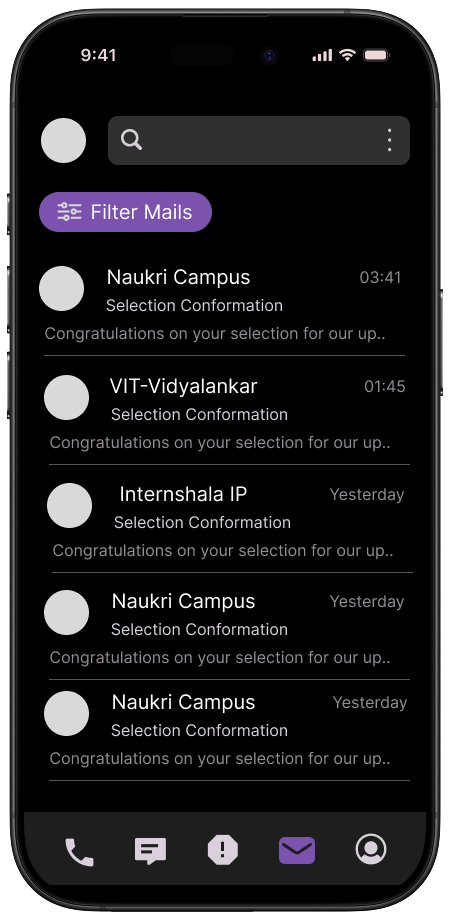 9:41
Filter Mails
Naukri Campus 03:41
Selection Conformation
Congratulations on your selection for our up..
VIT-Vidyalankar 01:45
Selection Conformation
Congratulations on your selection for our up..
Internshala IP Yesterday
Selection Conformation
Congratulations on your selection for our up..
Naukri Campus Yesterday
Selection Conformation
Congratulations on your selection for our up..
Naukri Campus Yesterday
Selection Conformation
Congratulations on your selection for our up..